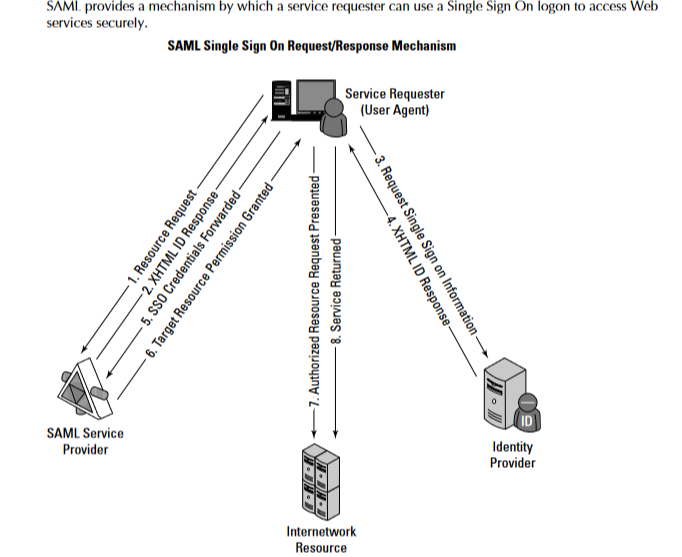 SAML provides a mechanism by which a service requester can use a Single Sign On logon to access Web
services securely.
SAML Single Sign On Request/Response Mechanism
Service Requester
(User Agent)
1. Resource Request
2. XHTML ID Response
5. SSO Credentials Forwarded
6. Target Resource Permission Granted
7. Authorized Resource Request Presented
8. Service Returned
3. Request Single Sign on Information
4. XHTML ID Response
SAML Service
Provider
ID
Identity
Provider
Internetwork
Resource